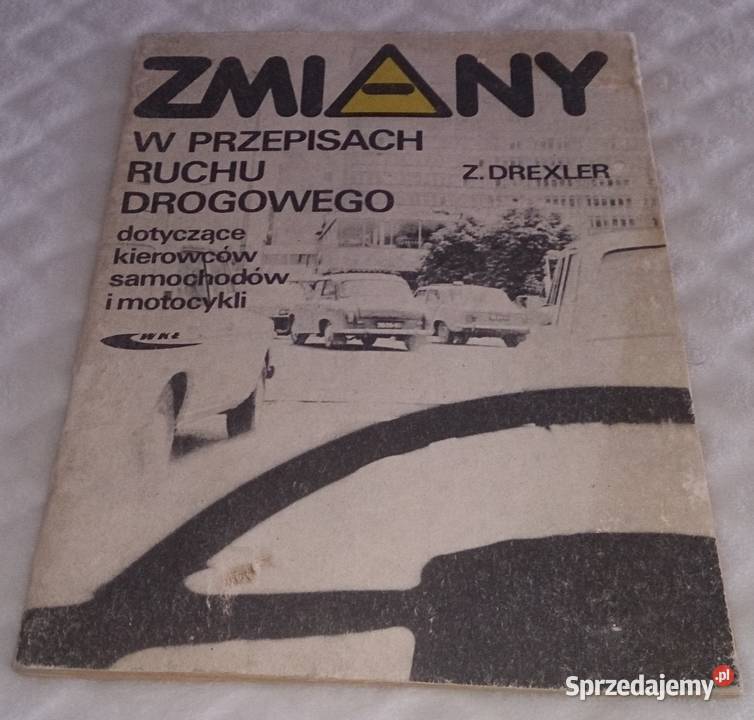 ZMIANY
W PRZEPISACH
RUCHU
DROGOWEGO
Z. DREXLER
dotyczące
kierowców
samochodów
i motocykli
WKŁ
Sprzedajemy.pl